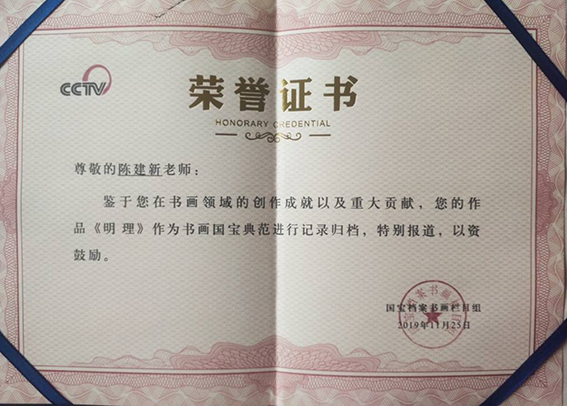 CCTV
荣誉证书
HONORARY CREDENTIAL
尊敬的陈建新老师：
鉴于您在书画领域的创作成就以及重大贡献，您的作
品《明理》作为书画国宝典范进行记录归档，特别报道，以资
鼓励。
国宝档案书画栏目组
2019年11月25日